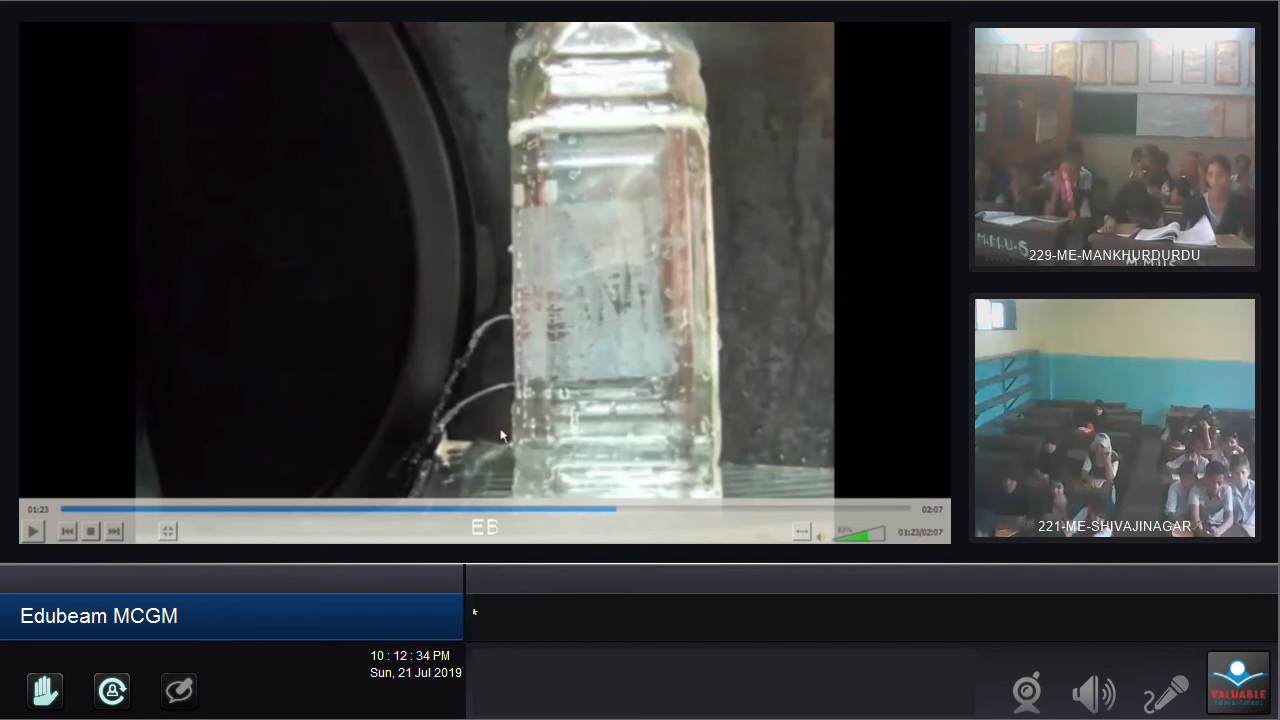 229-ME-MANKHURDURDU
M.M.U.S
M.M.U.S
221-ME-SHIVAJINAGAR
01:23
02:07
EB
83%
01:23/02:07
Edubeam MCGM
*
10 : 12 : 34 PM
Sun, 21 Jul 2019
VALUABLE